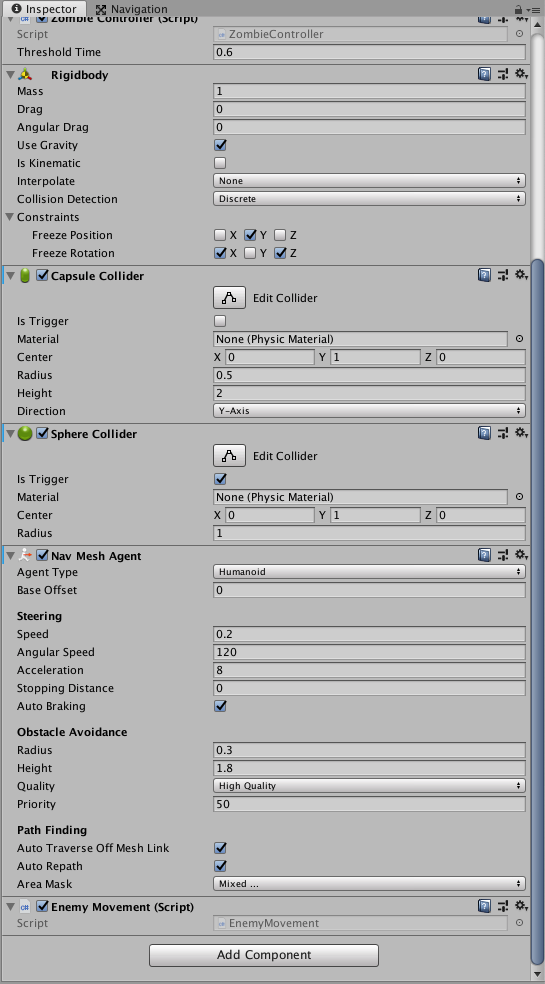 Inspector Navigation
Zombie Controller (Script)
Script ZombieController
Threshold Time 0.6
Rigidbody
Mass 1
Drag 0
Angular Drag 0
Use Gravity
Is Kinematic
Interpolate None
Collision Detection Discrete
Constraints
Freeze Position X Y Z
Freeze Rotation X Y Z
Capsule Collider
Edit Collider
Is Trigger
Material None (Physic Material)
Center X 0 Y 1 Z 0
Radius 0.5
Height 2
Direction Y-Axis
Sphere Collider
Edit Collider
Is Trigger
Material None (Physic Material)
Center X 0 Y 1 Z 0
Radius 1
Nav Mesh Agent
Agent Type Humanoid
Base Offset 0
Steering
Speed 0.2
Angular Speed 120
Acceleration 8
Stopping Distance 0
Auto Braking
Obstacle Avoidance
Radius 0.3
Height 1.8
Quality High Quality
Priority 50
Path Finding
Auto Traverse Off Mesh Link
Auto Repath
Area Mask Mixed ...
Enemy Movement (Script)
Script EnemyMovement
Add Component